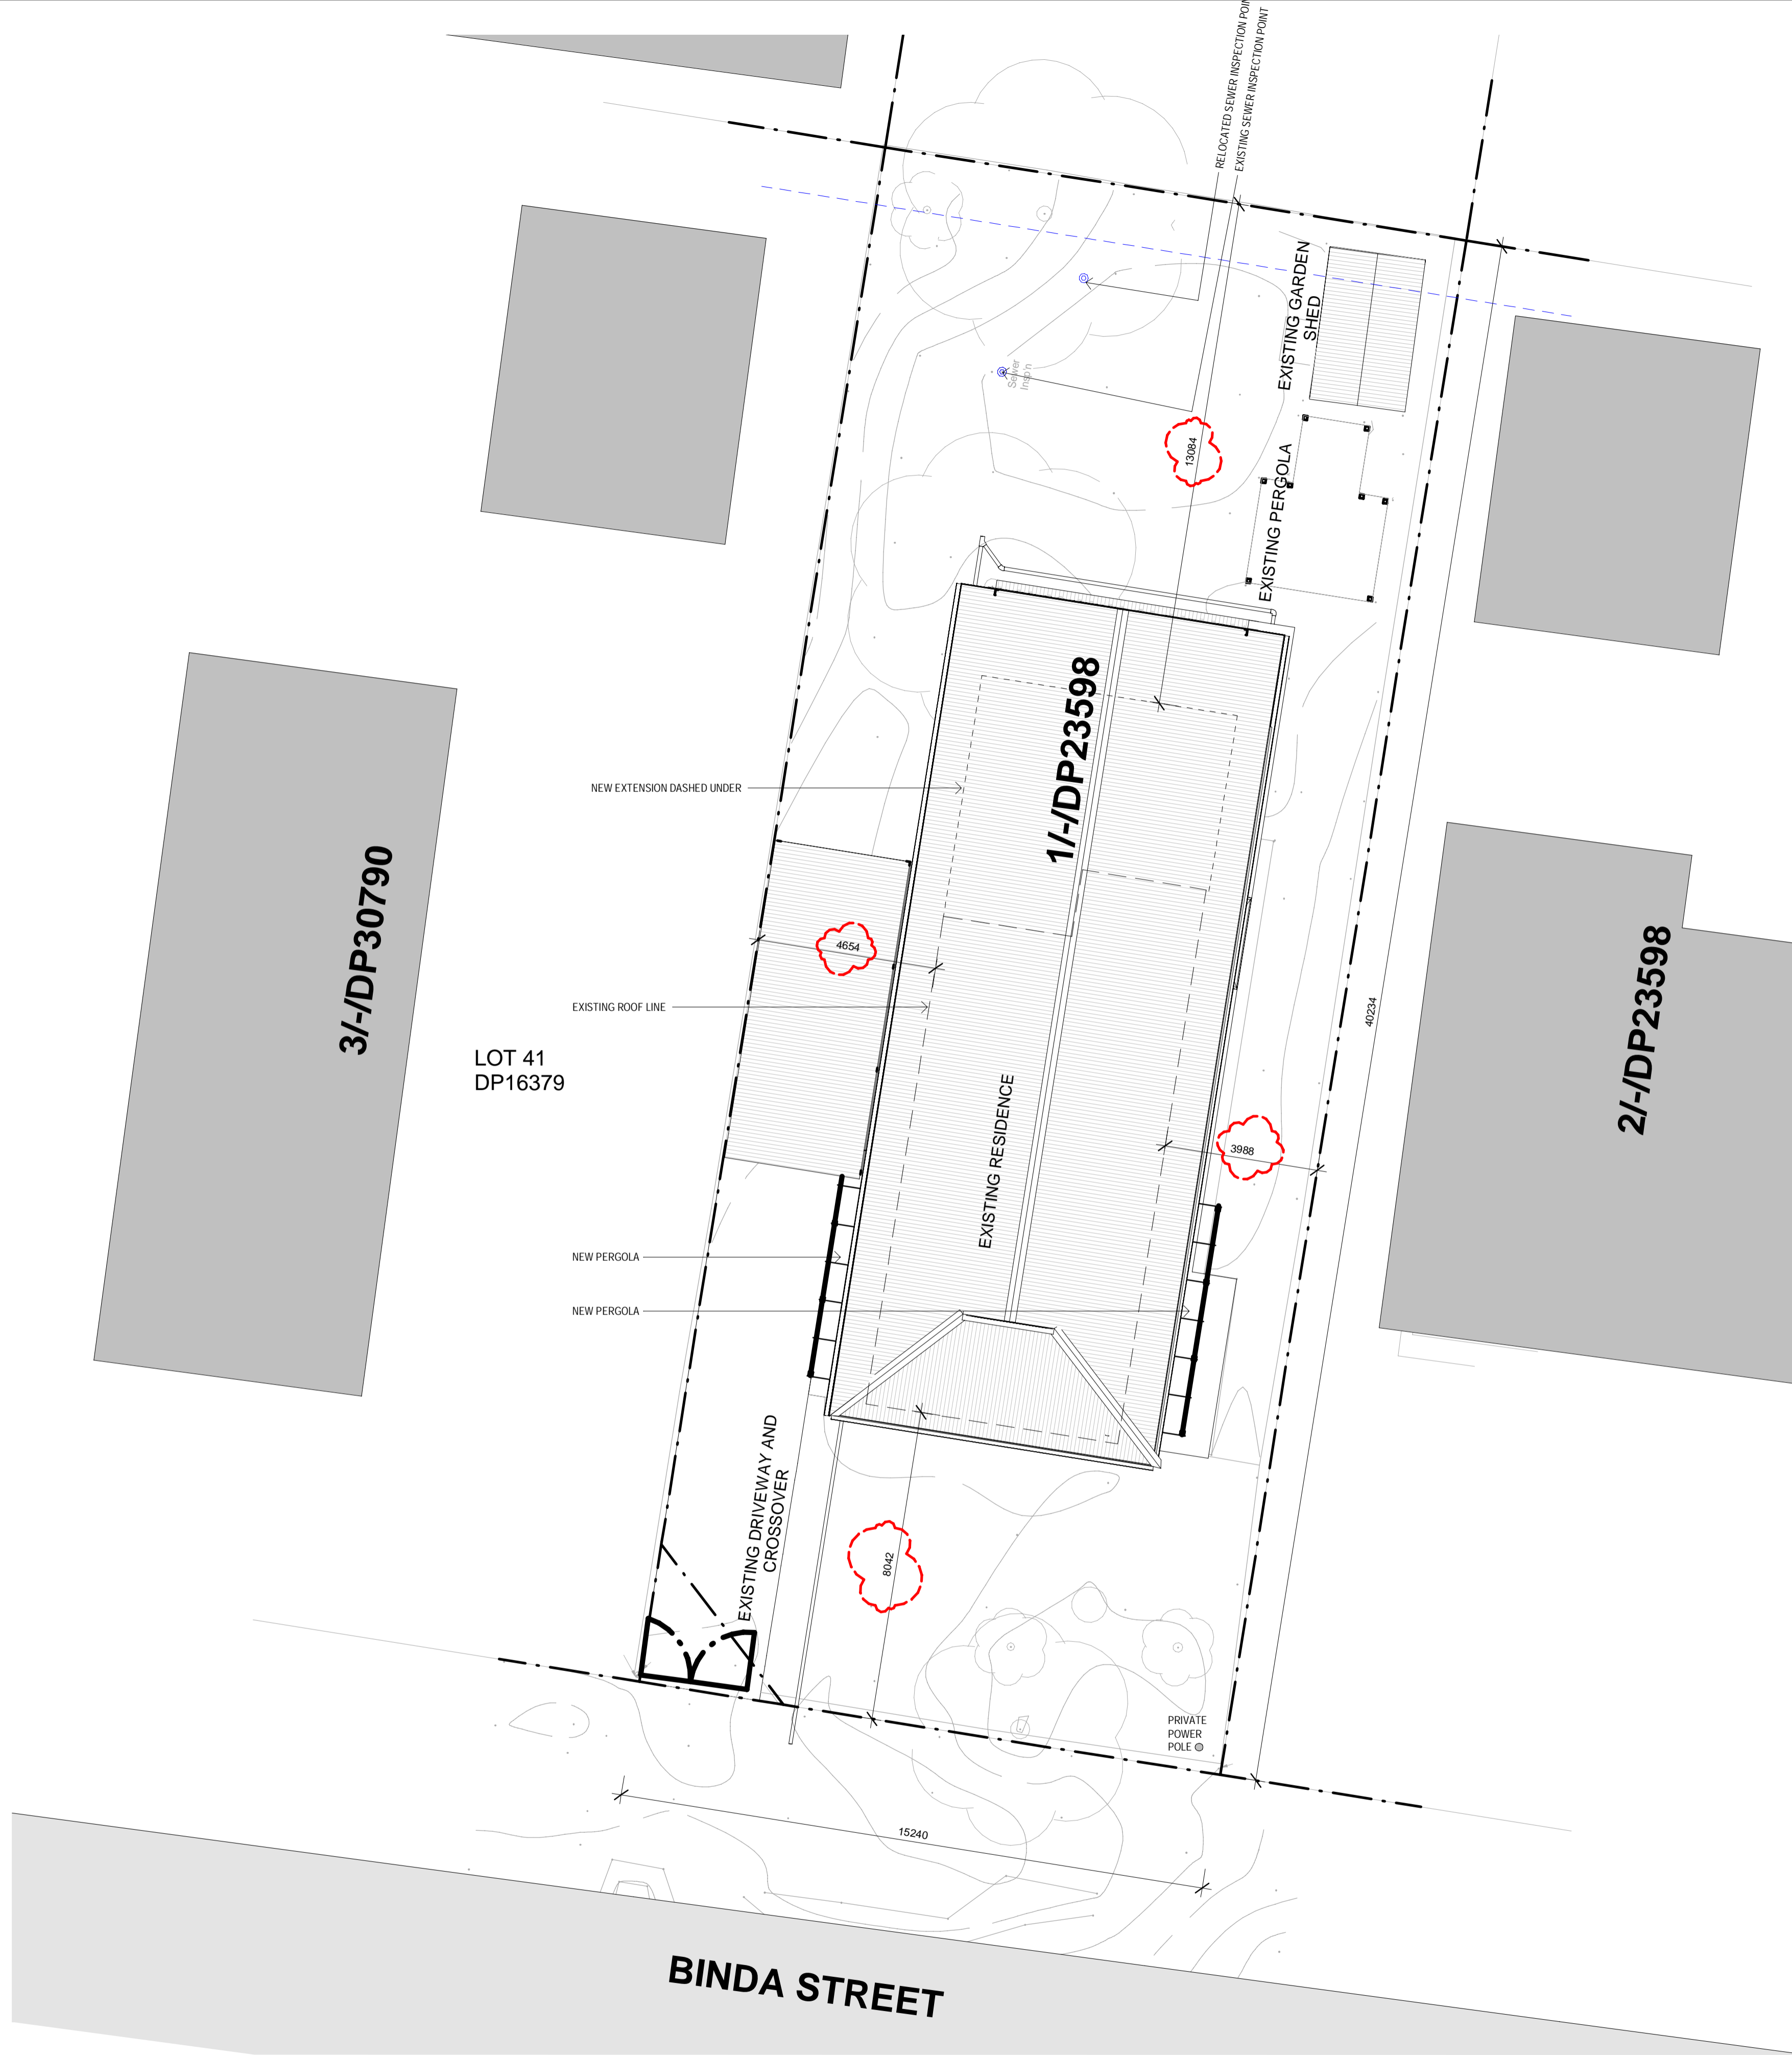 RELOCATED SEWER INSPECTION
EXISTING SEWER INSPECTION POINT
EXISTING GARDEN
SHED
Sewer
Insp'n
13084
EXISTING PERGOLA
1/-/DP23598
NEW EXTENSION DASHED UNDER
3/-/DP30790
4654
2/-/DP23598
EXISTING ROOF LINE
40234
LOT 41
DP16379
EXISTING RESIDENCE
3988
NEW PERGOLA
NEW PERGOLA
EXISTING DRIVEWAY AND
CROSSOVER
8042
PRIVATE
POWER
POLE
15240
BINDA STREET